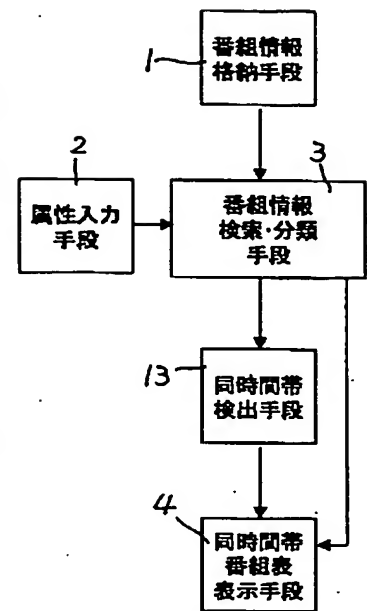 1
番組情報
格納手段
2
属性入力
手段
3
番組情報
検索·分類
手段
13
同時間帯
検出手段
4
同時間帯
番組表
表示手段